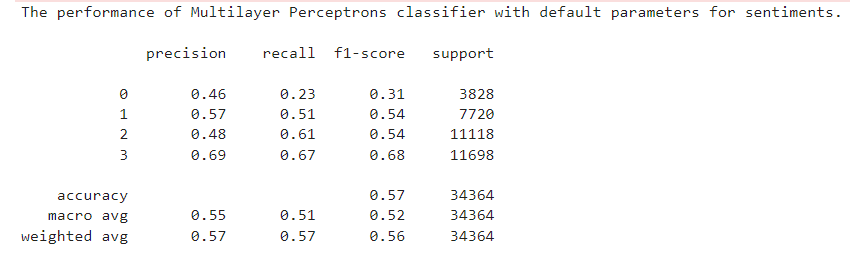 The performance of Multilayer Perceptrons classifier with default parameters for sentiments.
precision recall f1-score support
0 0.46 0.23 0.31 3828
1 0.57 0.51 0.54 7720
2 0.48 0.61 0.54 11118
3 0.69 0.67 0.68 11698
accuracy 0.57 34364
macro avg 0.55 0.51 0.52 34364
weighted avg 0.57 0.57 0.56 34364